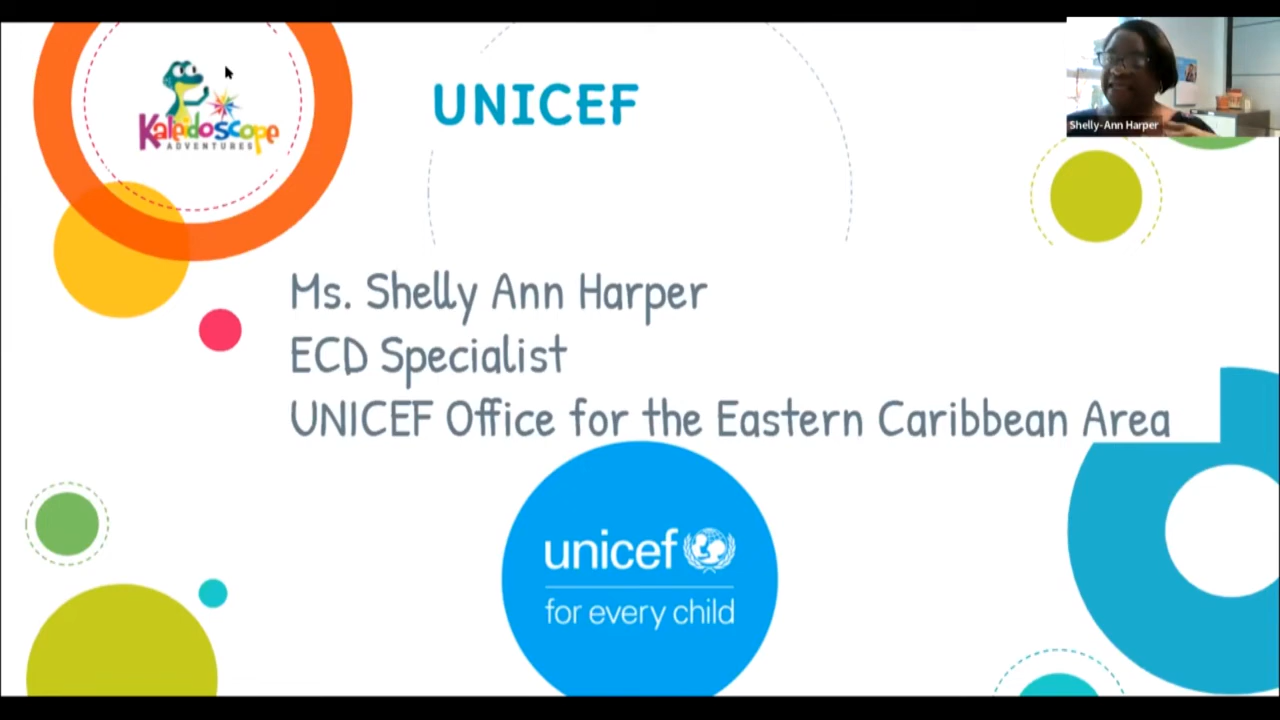 Kaleidoscope
ADVENTURES
UNICEF
Shelly-Ann Harper
Ms. Shelly Ann Harper
ECD Specialist
UNICEF Office for the Eastern Caribbean Area
unicef
for every child